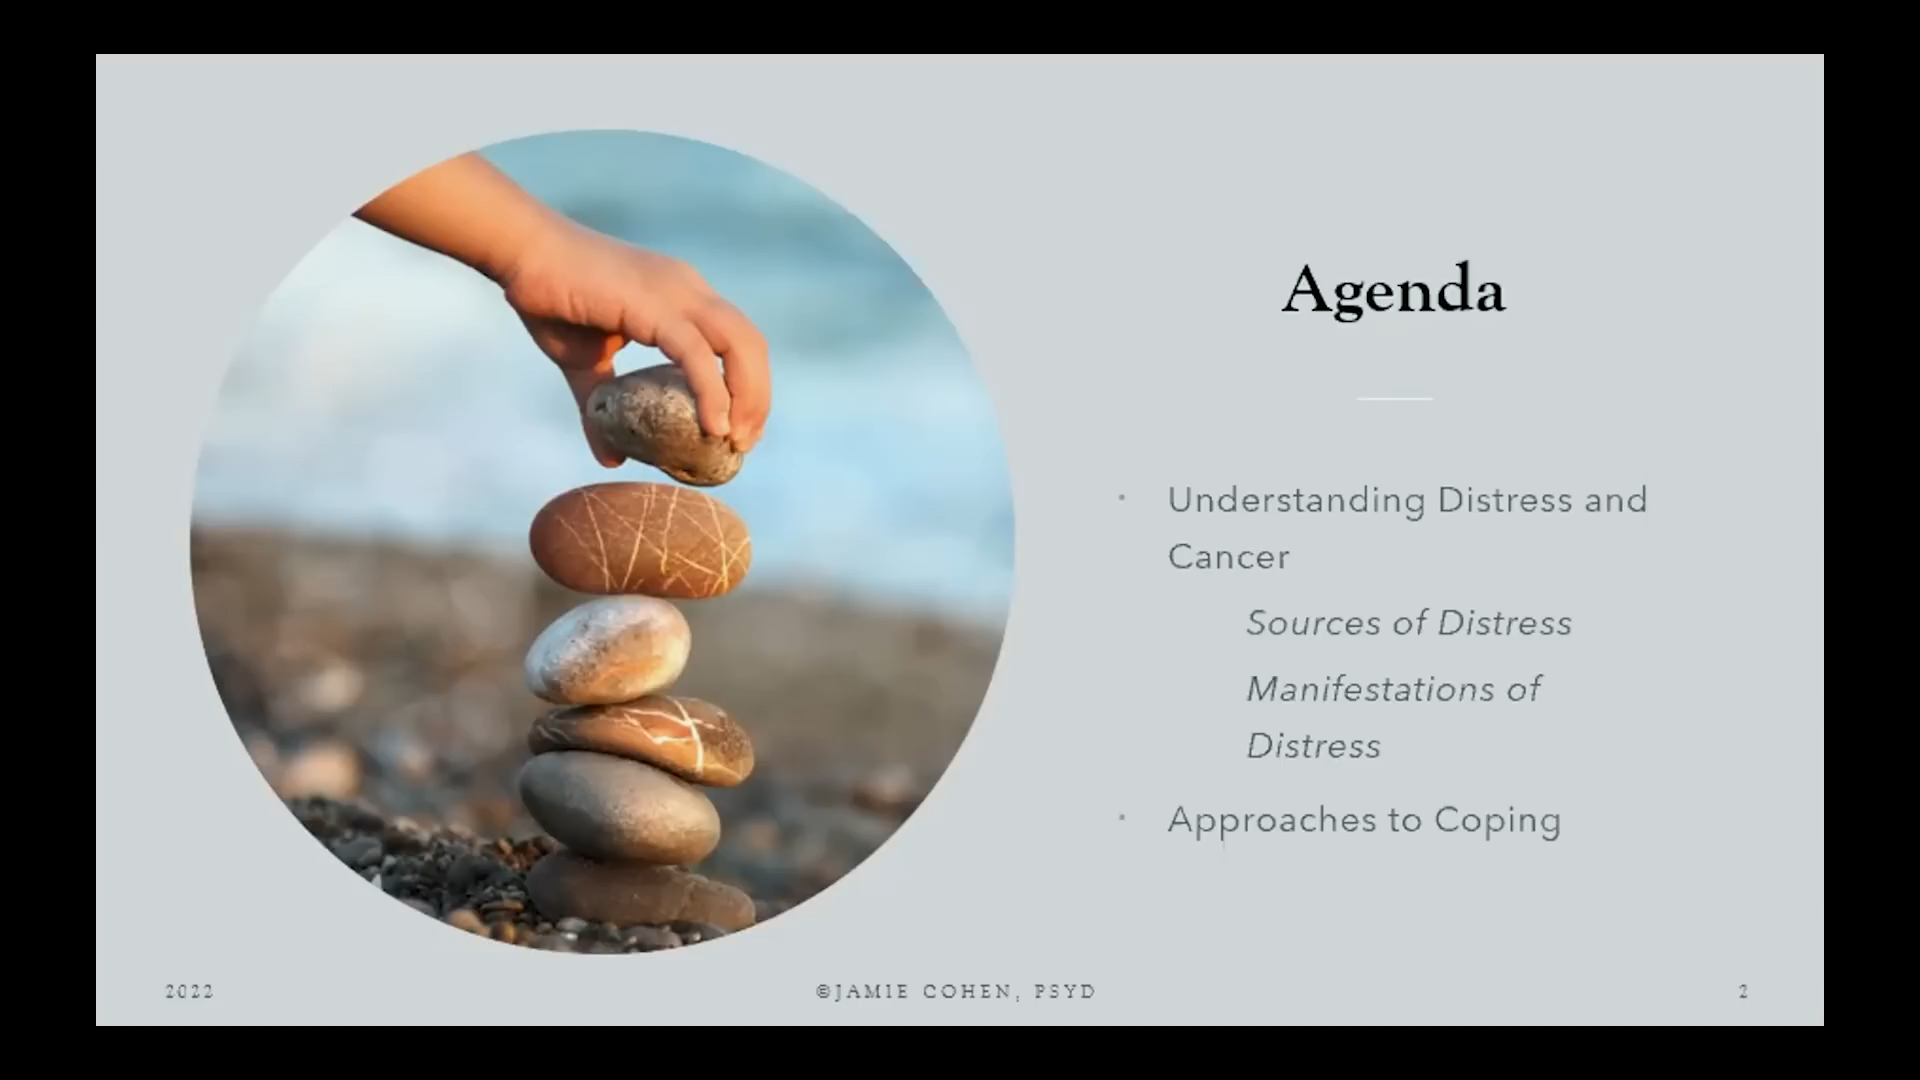 Agenda
• Understanding Distress and
Cancer
Sources of Distress
Manifestations of
Distress
• Approaches to Coping
2022
©JAMIE COHEN, PSYD
2